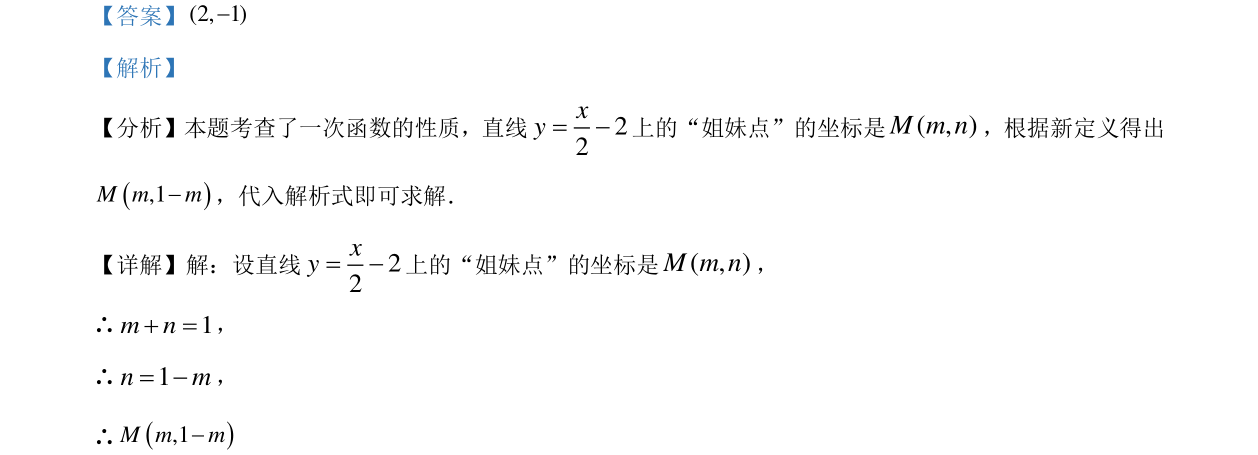 【答案】(2,−1)
【解析】
【分析】本题考查了一次函数的性质，直线 y = x/2 − 2 上的“姐妹点”的坐标是 M(m,n)，根据新定义得出
M(m,1−m)，代入解析式即可求解．
【详解】解：设直线 y = x/2 − 2 上的“姐妹点”的坐标是 M(m,n)，
∴ m + n = 1，
∴ n = 1 − m，
∴ M(m,1−m)